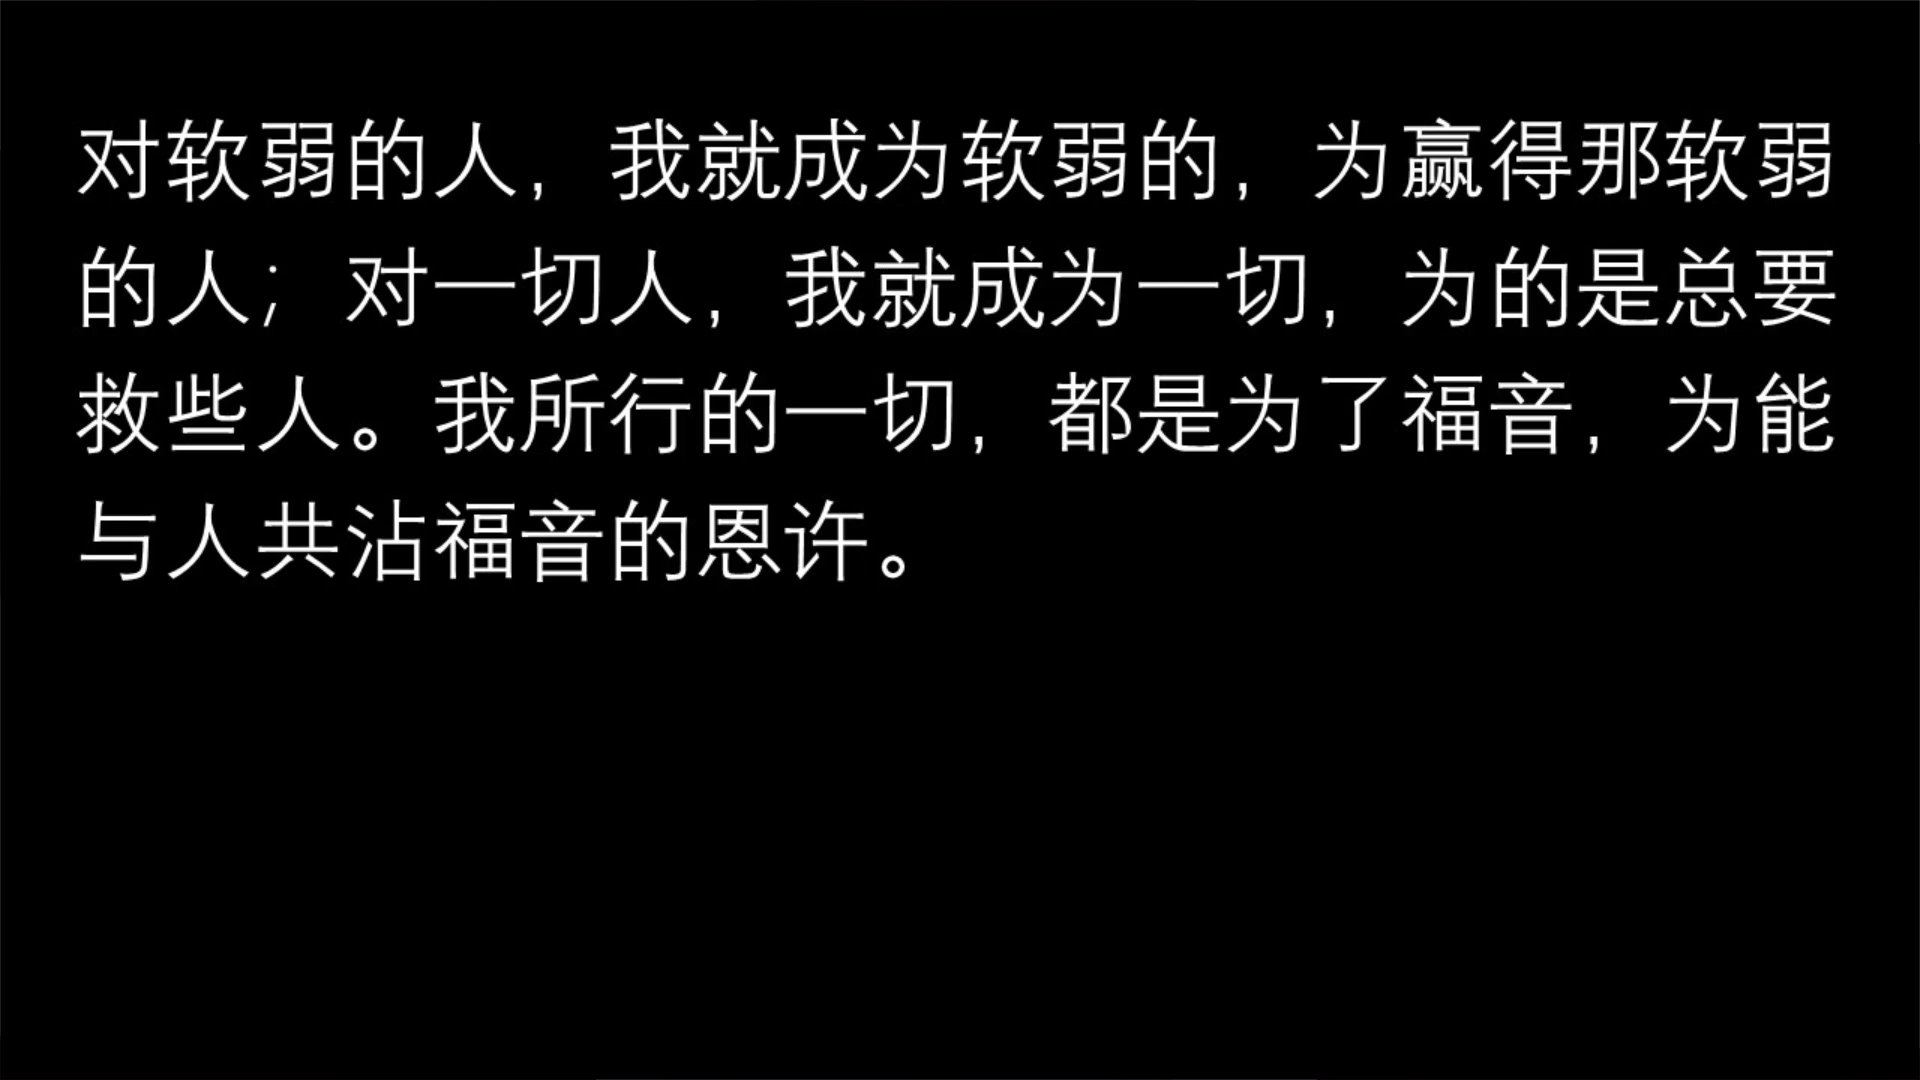 对软弱的人，我就成为软弱的，为赢得那软弱
的人；对一切人，我就成为一切，为的是总要
救些人。我所行的一切，都是为了福音，为能
与人共沾福音的恩许。